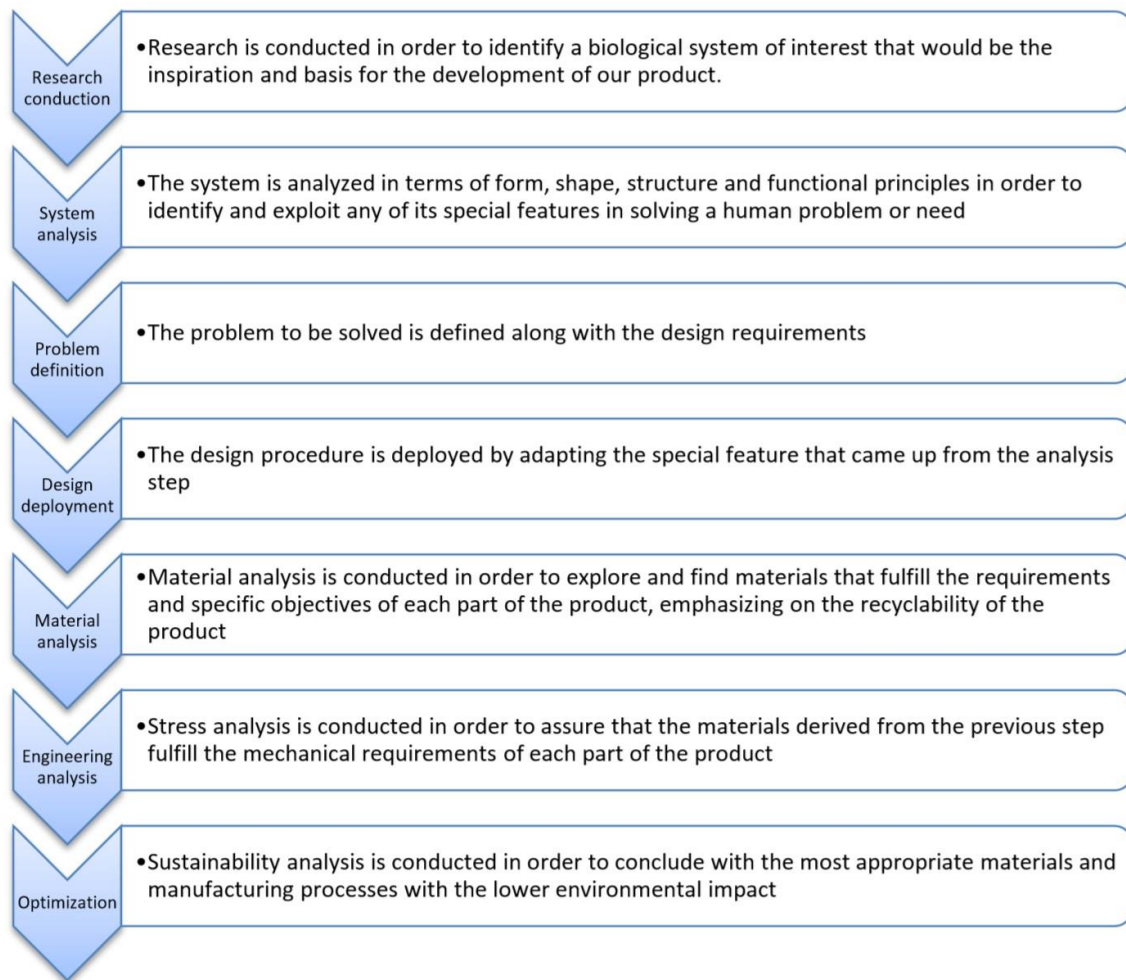 Research
conduction
•Research is conducted in order to identify a biological system of interest that would be the
inspiration and basis for the development of our product.
System
analysis
•The system is analyzed in terms of form, shape, structure and functional principles in order to
identify and exploit any of its special features in solving a human problem or need
Problem
definition
•The problem to be solved is defined along with the design requirements
Design
deployment
•The design procedure is deployed by adapting the special feature that came up from the analysis
step
Material
analysis
•Material analysis is conducted in order to explore and find materials that fulfill the requirements
and specific objectives of each part of the product, emphasizing on the recyclability of the
product
Engineering
analysis
•Stress analysis is conducted in order to assure that the materials derived from the previous step
fulfill the mechanical requirements of each part of the product
Optimization
•Sustainability analysis is conducted in order to conclude with the most appropriate materials and
manufacturing processes with the lower environmental impact